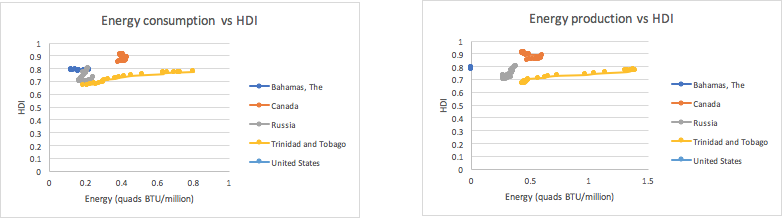 Energy consumption vs HDI
1
0.9
0.8
0.7
0.6
0.5
0.4
0.3
0.2
0.1
0
HDI
0 0.2 0.4 0.6 0.8 1
Energy (quads BTU/million)
Bahamas, The
Canada
Russia
Trinidad and Tobago
United States
Energy production vs HDI
1
0.9
0.8
0.7
0.6
0.5
0.4
0.3
0.2
0.1
0
HDI
0 0.5 1 1.5
Energy (quads BTU/million)
Bahamas, The
Canada
Russia
Trinidad and Tobago
United States